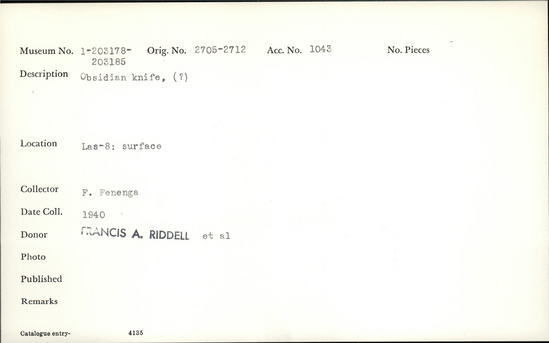 Museum No. 1-203178- Orig. No. 2705-2712 Acc. No. 1043 No. Pieces
203185
Description Obsidian knife, (?)
Location Las-8: surface
Collector F. Fenenga
Date Coll. 1940
Donor FRANCIS A. RIDDELL et al
Photo
Published
Remarks
Catalogue entry- 4135